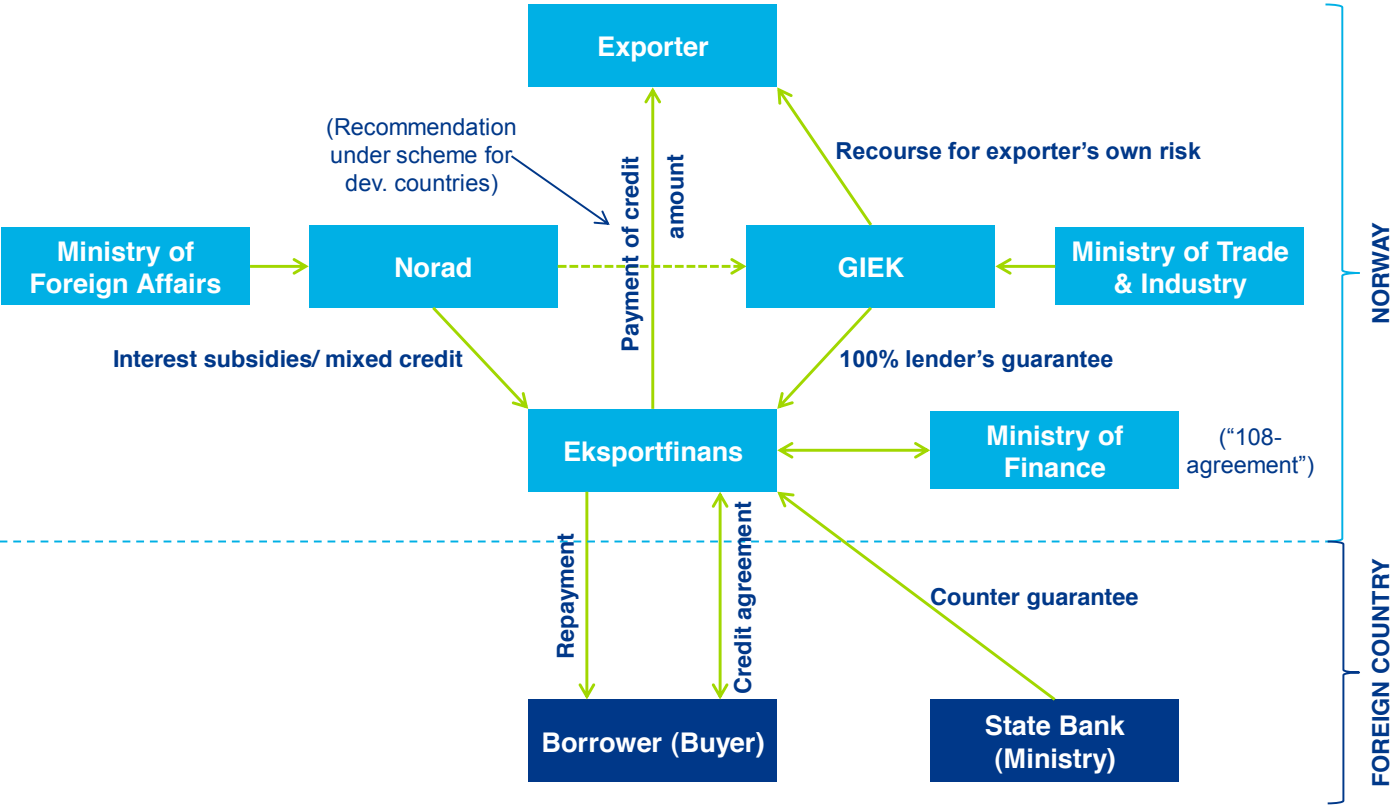 Exporter
(Recommendation
under scheme for
dev. countries)
Payment of credit
amount
Recourse for exporter’s own risk
Ministry of
Foreign Affairs
Norad
GIEK
Ministry of Trade
& Industry
NORWAY
Interest subsidies/ mixed credit
100% lender’s guarantee
Eksportfinans
Ministry of
Finance
(“108-
agreement”)
Repayment
Credit agreement
Counter guarantee
Borrower (Buyer)
State Bank
(Ministry)
FOREIGN COUNTRY